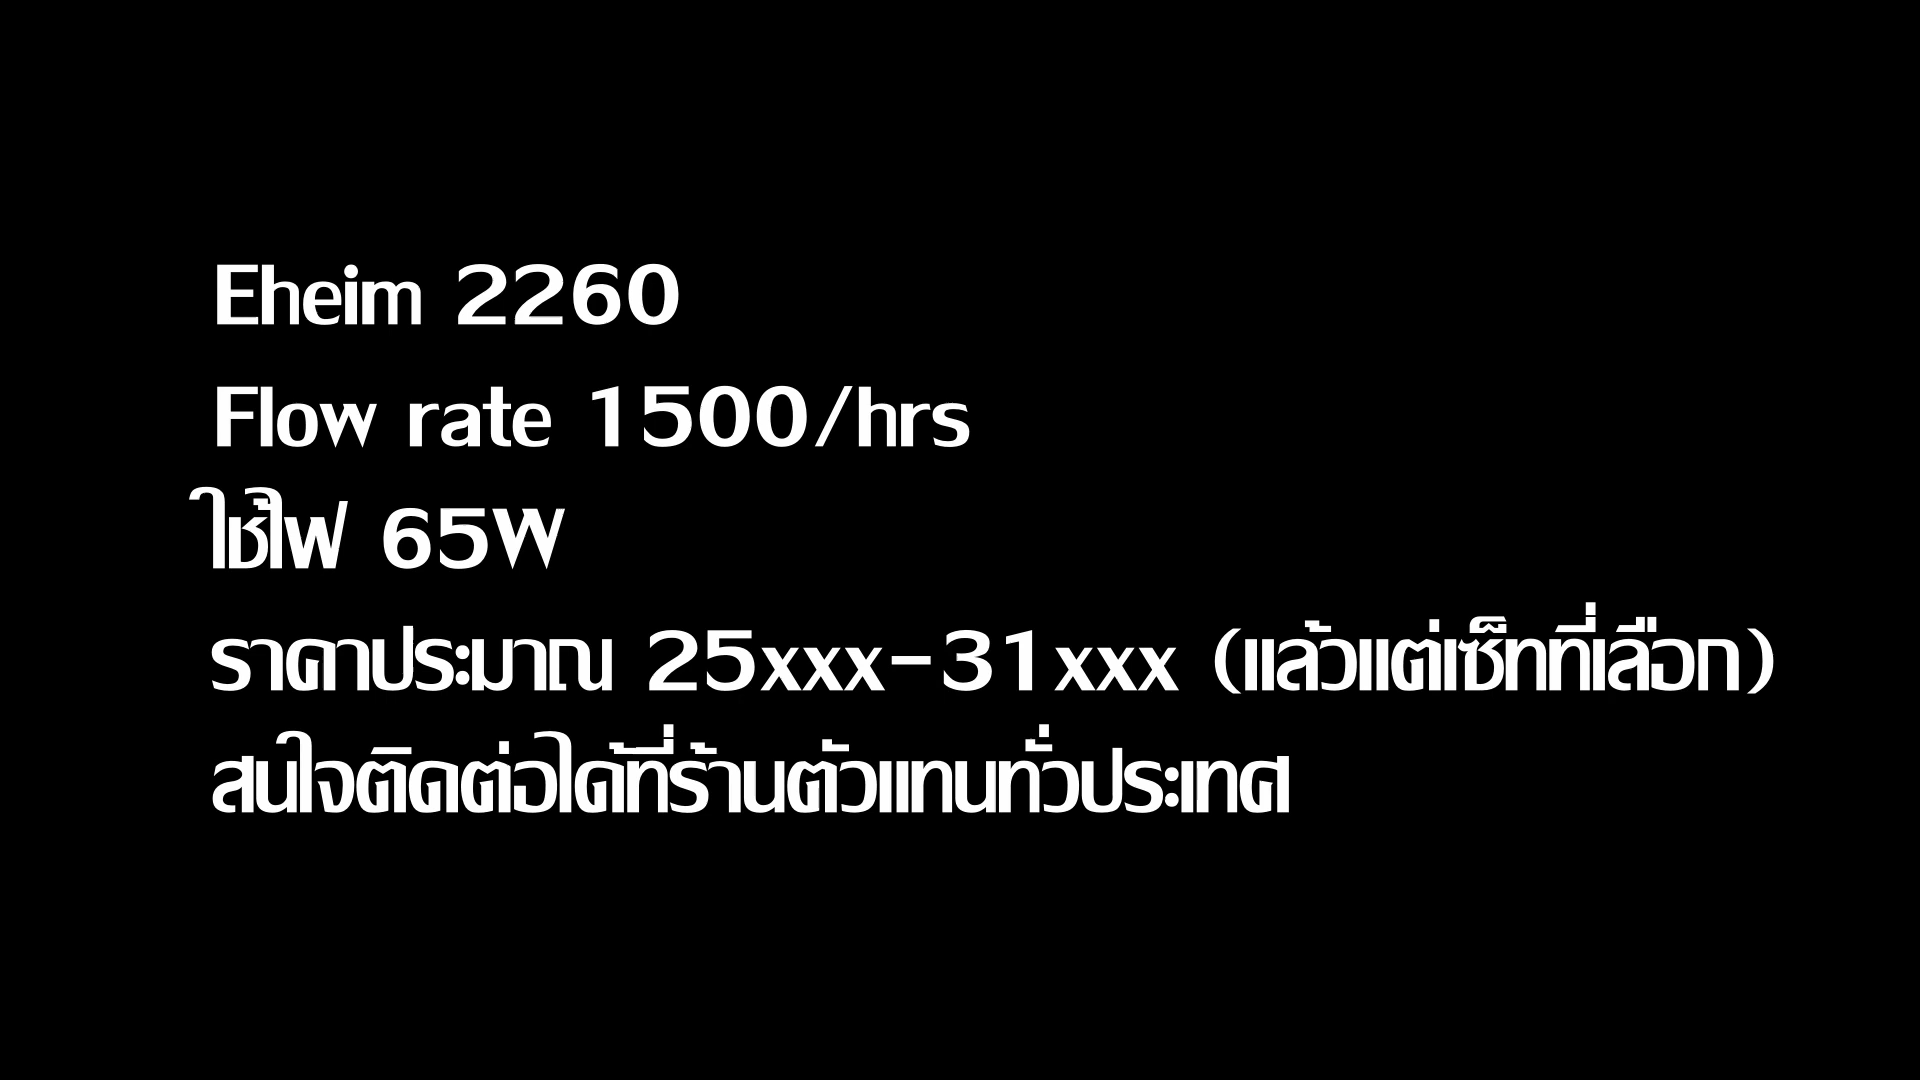 Eheim 2260
Flow rate 1500/hrs
ใช้ไฟ 65W
ราคาประมาณ 25xxx-31xxx (แล้วแต่เซ็ทที่เลือก)
สนใจติดต่อได้ที่ร้านตัวแทนทั่วประเทศ